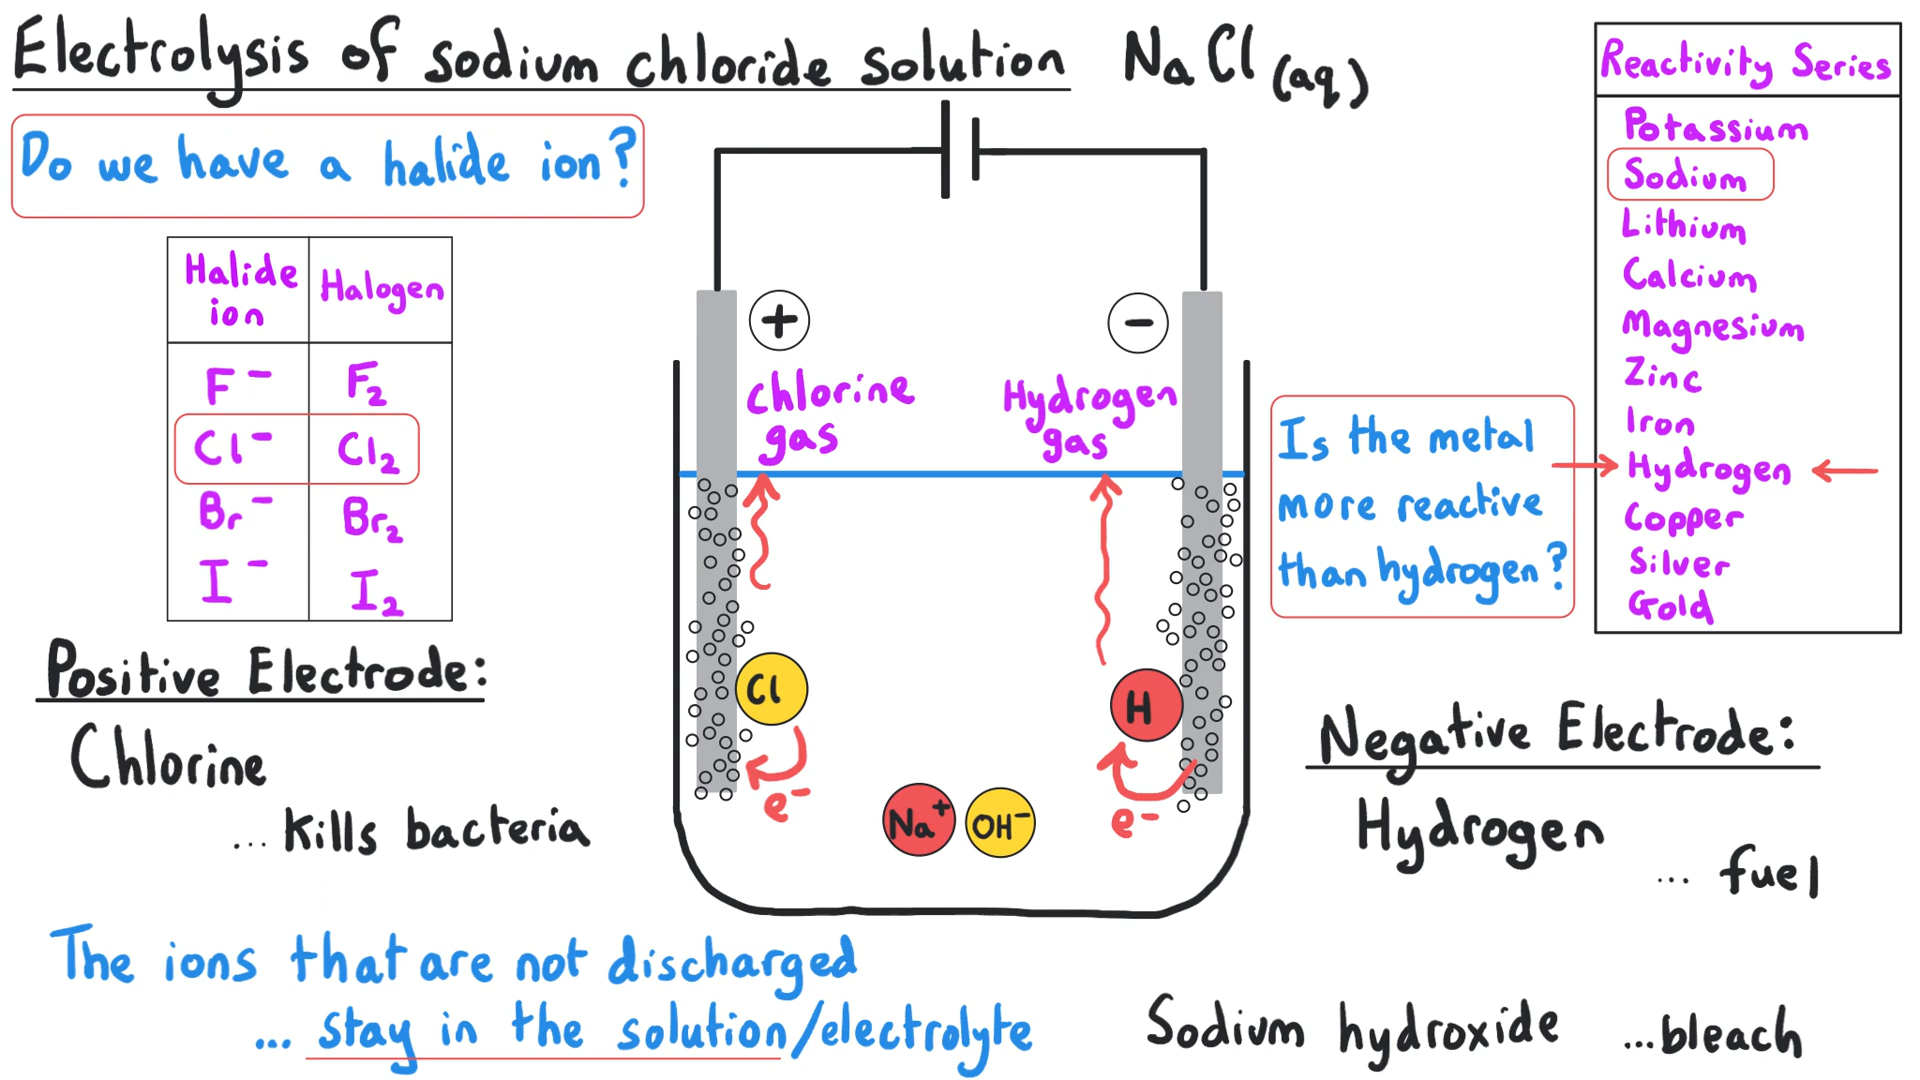 Electrolysis of sodium chloride solution NaCl (aq)
Do we have a halide ion?
Halide ion
Halogen
F⁻ F₂
Cl⁻ Cl₂
Br⁻ Br₂
I⁻ I₂
Positive Electrode:
Chlorine
... kills bacteria
+
-
Chlorine
gas
Hydrogen
gas
Cl
H
e⁻
e⁻
Na⁺
OH⁻
Is the metal
more reactive
than hydrogen?
Reactivity Series
Potassium
Sodium
Lithium
Calcium
Magnesium
Zinc
Iron
Hydrogen
Copper
Silver
Gold
Negative Electrode:
Hydrogen
... fuel
The ions that are not discharged
... stay in the solution/electrolyte
Sodium hydroxide ...bleach